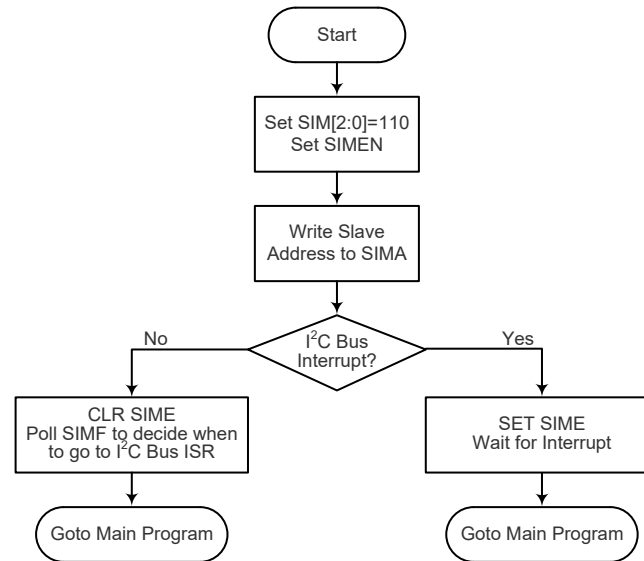 Start
Set SIM[2:0]=110
Set SIMEN
Write Slave
Address to SIMA
I²C Bus
Interrupt?
No
Yes
CLR SIME
Poll SIMF to decide when
to go to I²C Bus ISR
SET SIME
Wait for Interrupt
Goto Main Program
Goto Main Program